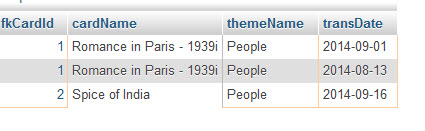 fkCardId cardName themeName transDate
1 Romance in Paris - 1939i People 2014-09-01
1 Romance in Paris - 1939i People 2014-08-13
2 Spice of India People 2014-09-16